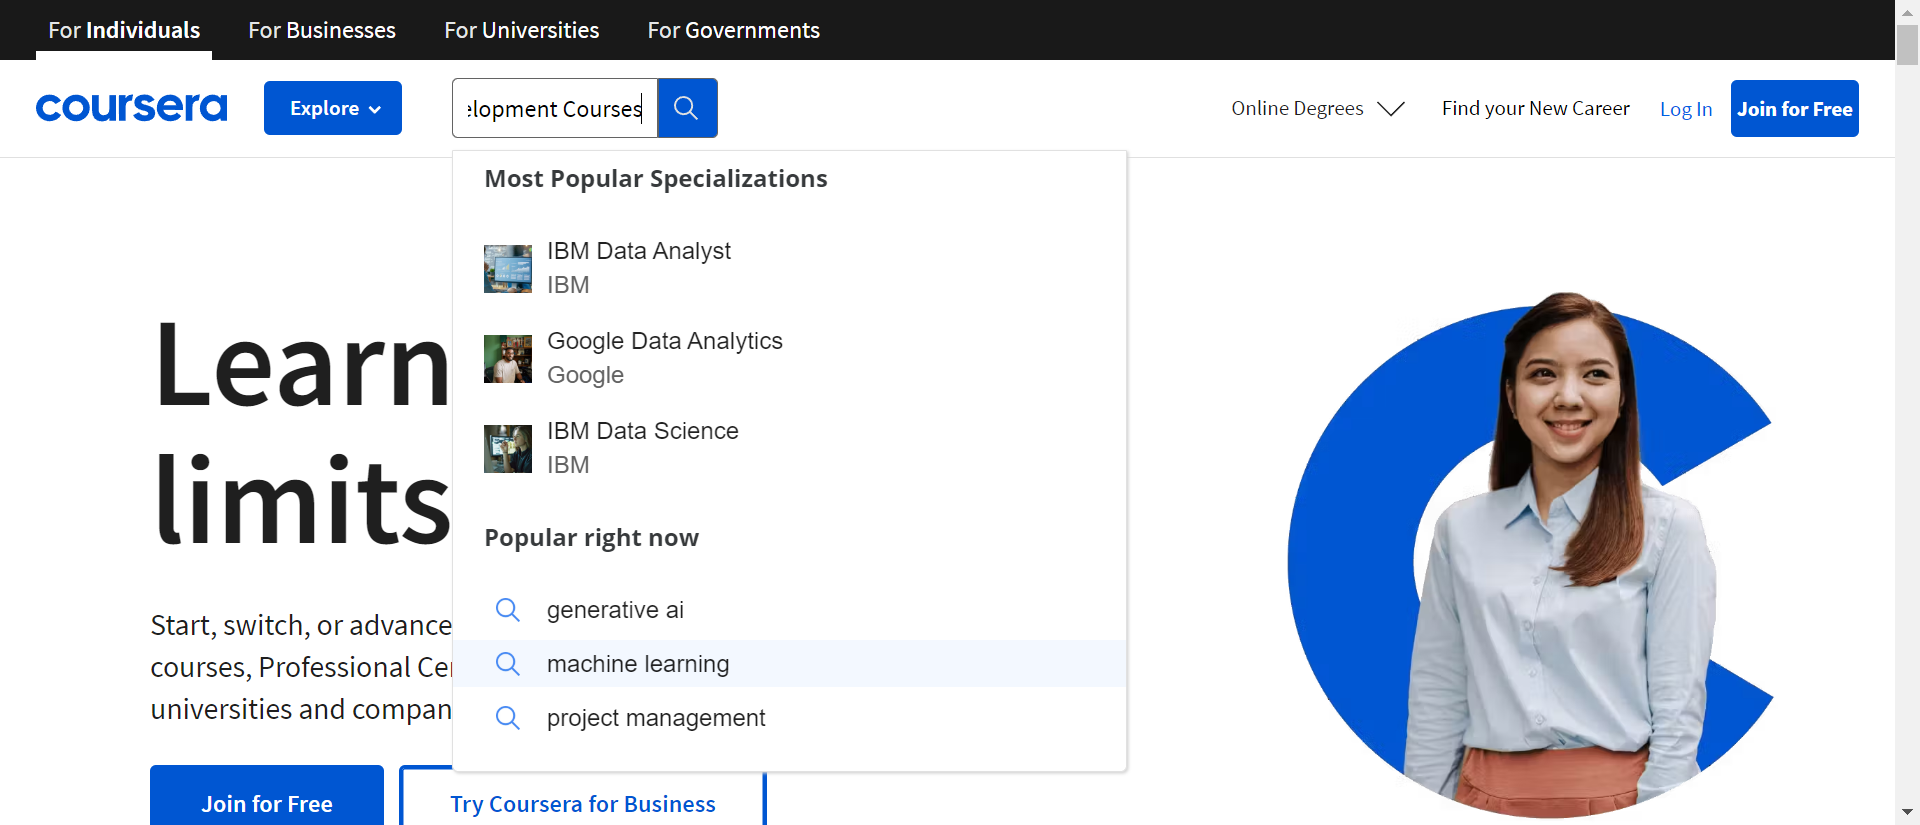 For Individuals
For Businesses
For Universities
For Governments
coursera
Explore
elopment Courses
Online Degrees
Find your New Career
Log In
Join for Free
Most Popular Specializations
IBM Data Analyst
IBM
Google Data Analytics
Google
IBM Data Science
IBM
Popular right now
generative ai
machine learning
project management
Learn
limits
Start, switch, or advance
courses, Professional Cer
universities and compan
Join for Free
Try Coursera for Business